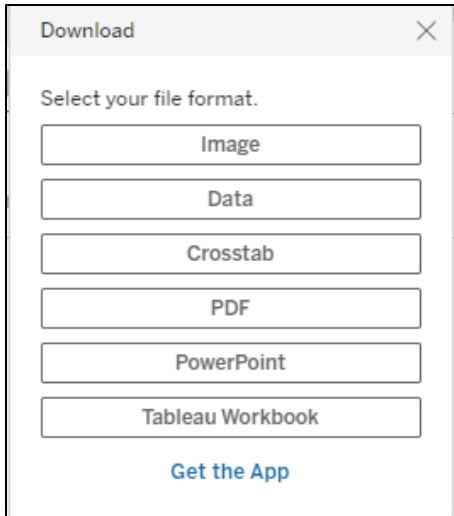 Download
Select your file format.
Image
Data
Crosstab
PDF
PowerPoint
Tableau Workbook
Get the App